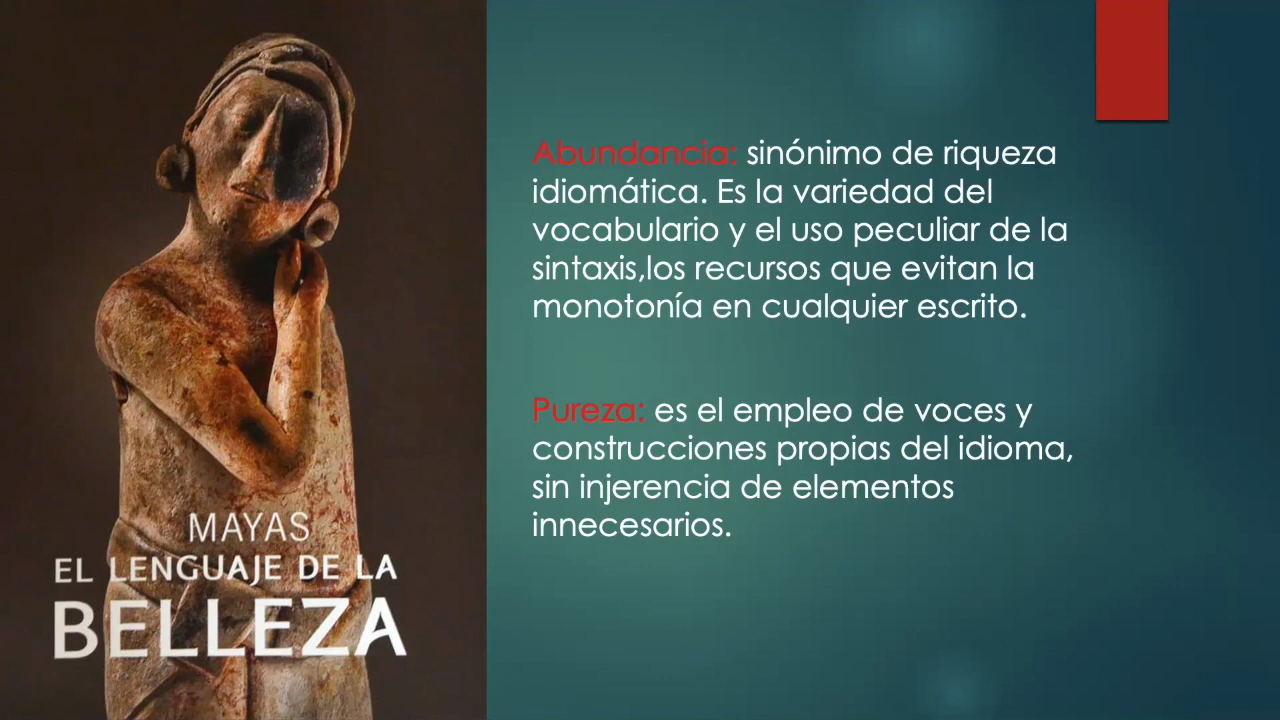 MAYAS
EL LENGUAJE DE LA
BELLEZA
Abundancia: sinónimo de riqueza
idiomática. Es la variedad del
vocabulario y el uso peculiar de la
sintaxis,los recursos que evitan la
monotonía en cualquier escrito.
Pureza: es el empleo de voces y
construcciones propias del idioma,
sin injerencia de elementos
innecesarios.